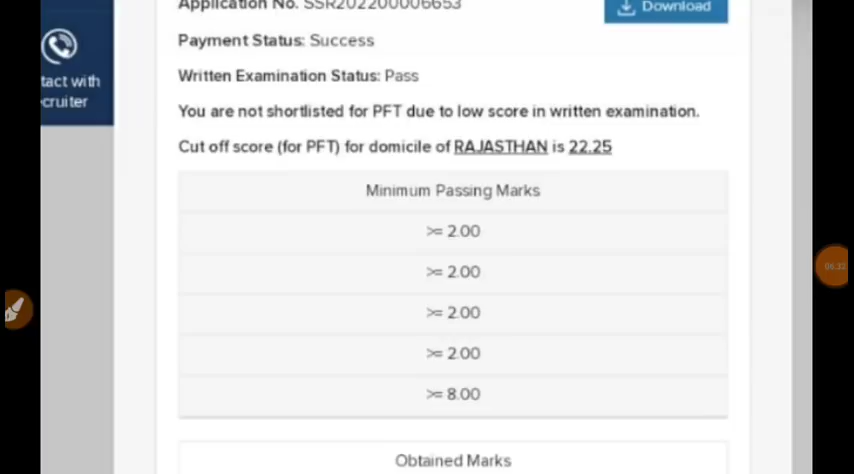 Application No. SSR202200006653
Download
Payment Status: Success
tact with
cruiter
Written Examination Status: Pass
You are not shortlisted for PFT due to low score in written examination.
Cut off score (for PFT) for domicile of RAJASTHAN is 22.25
Minimum Passing Marks
>= 2.00
>= 2.00
>= 2.00
>= 2.00
>= 8.00
Obtained Marks